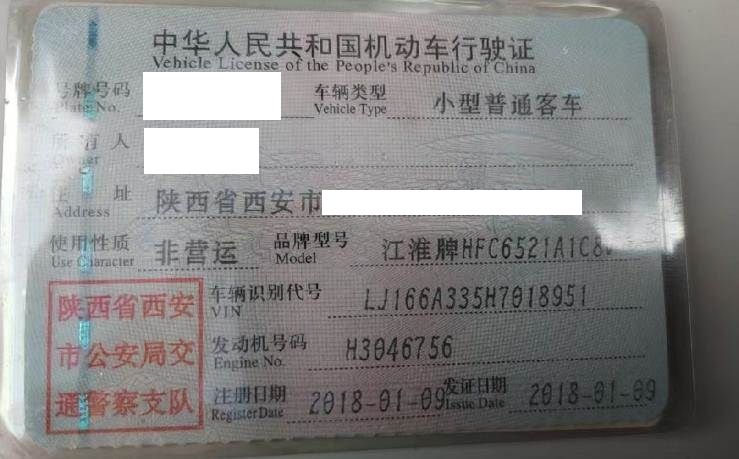 中华人民共和国机动车行驶证
Vehicle License of the People's Republic of China
号牌号码 车辆类型 小型普通客车
Plate No. Vehicle Type
所有人
Owner
住 址 陕西省西安市
Address
使用性质 非营运 品牌型号 江淮牌HFC6521A1C8
Use Character Model
陕西省西安
市公安局交
通警察支队
车辆识别代号 LJ166A335H7018951
VIN
发动机号码 H3046756
Engine No.
注册日期 2018-01-09 发证日期 2018-01-09
Register Date Issue Date